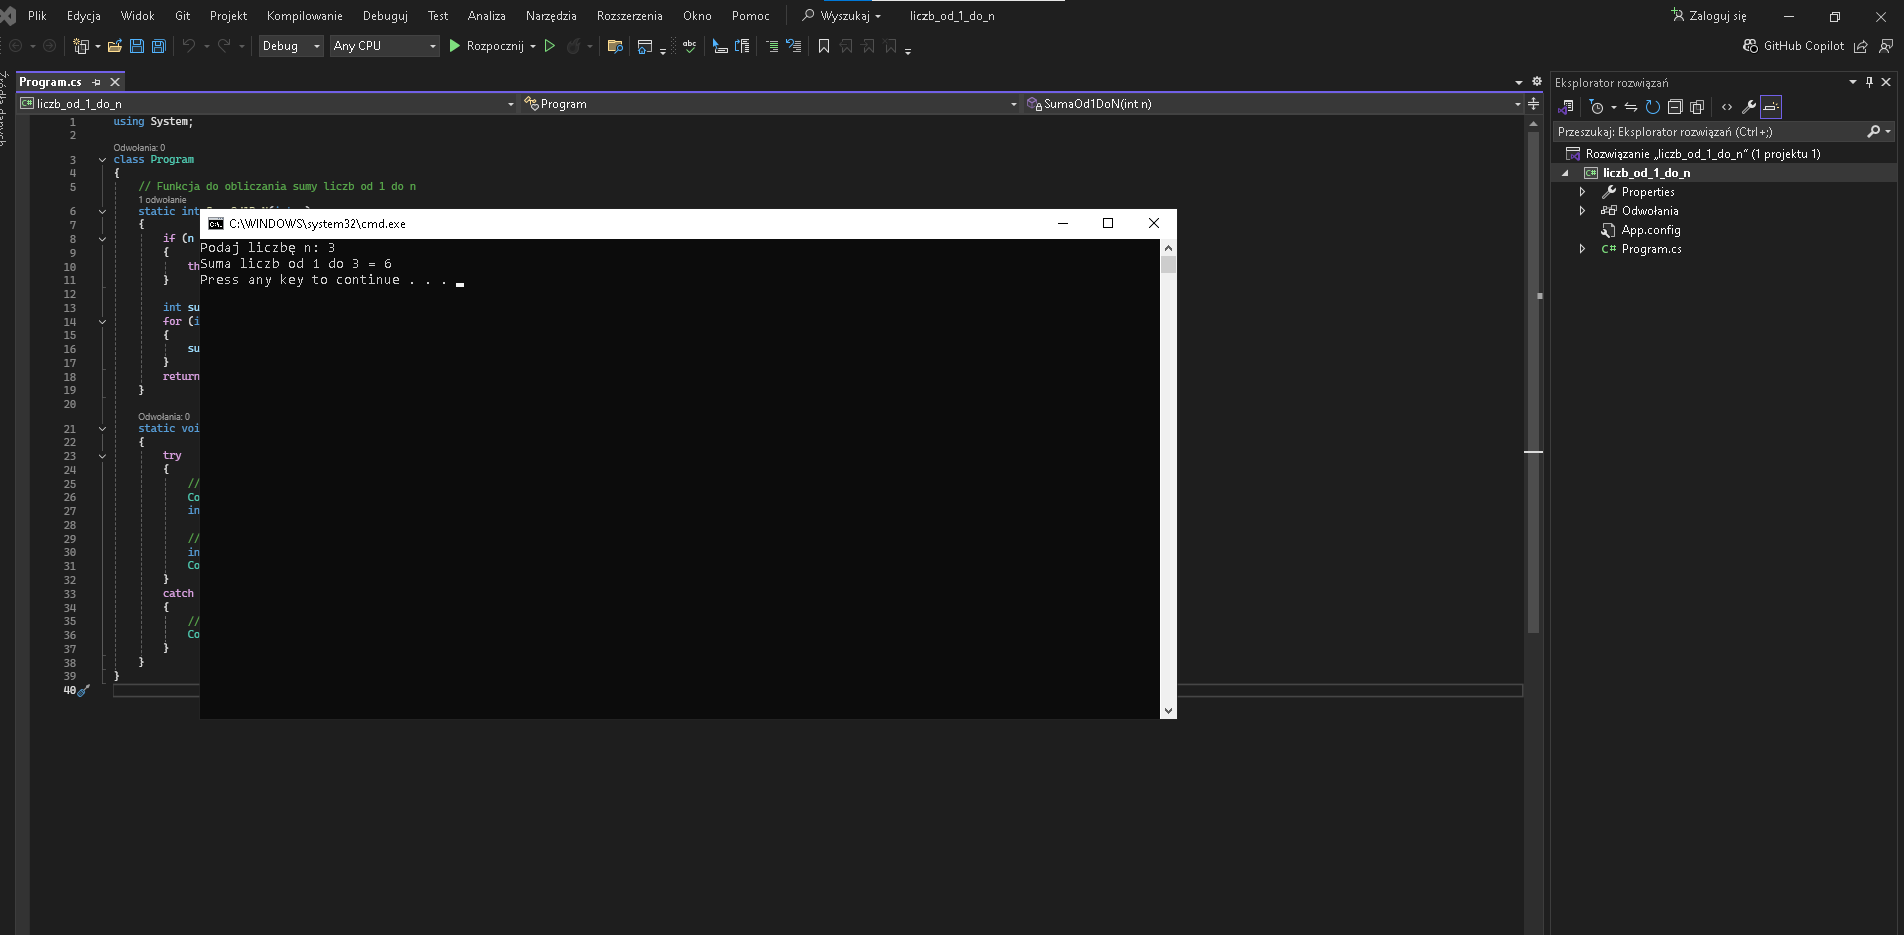 Plik Edycja Widok Git Projekt Kompilowanie Debuguj Test Analiza Narzędzia Rozszerzenia Okno Pomoc Wyszukaj liczb_od_1_do_n Zaloguj się
Debug Any CPU Rozpocznij GitHub Copilot
Program.cs
liczb_od_1_do_n Program SumaOd1DoN(int n)
1 using System;
2
Odwołania: 0
3 class Program
4 {
5 // Funkcja do obliczania sumy liczb od 1 do n
1 odwołanie
6 static int
7 {
8 if (n
9 {
10 th
11 }
12
13 int su
14 for (i
15 {
16 su
17 }
18 return
19 }
20
Odwołania: 0
21 static voi
22 {
23 try
24 {
25 //
26 Co
27 in
28
29 //
30 in
31 Co
32 }
33 catch
34 {
35 //
36 Co
37 }
38 }
39 }
40
C:\WINDOWS\system32\cmd.exe
Podaj liczbę n: 3
Suma liczb od 1 do 3 = 6
Press any key to continue . . .
Eksplorator rozwiązań
Przeszukaj: Eksplorator rozwiązań (Ctrl+;)
Rozwiązanie „liczb_od_1_do_n” (1 projektu 1)
liczb_od_1_do_n
Properties
Odwołania
App.config
Program.cs